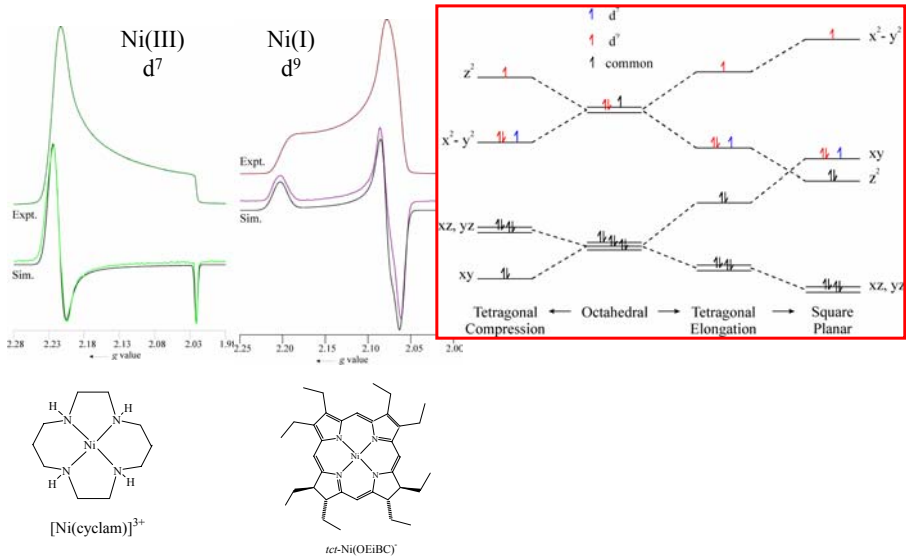 Ni(III)
d⁷
Expt.
Sim.
2.28 2.23 2.18 2.13 2.08 2.03 1.98
g value
Ni(I)
d⁹
Expt.
Sim.
2.25 2.20 2.15 2.10 2.05 2.00
g value
d⁷
d⁹
common
z²
x²- y²
xz, yz
xy
x²- y²
xy
z²
xz, yz
Tetragonal
Compression
Octahedral
Tetragonal
Elongation
Square
Planar
H
N
N
H
Ni
N
H
N
H
[Ni(cyclam)]³⁺
N
N
Ni
N
N
tct-Ni(OEiBC)⁻